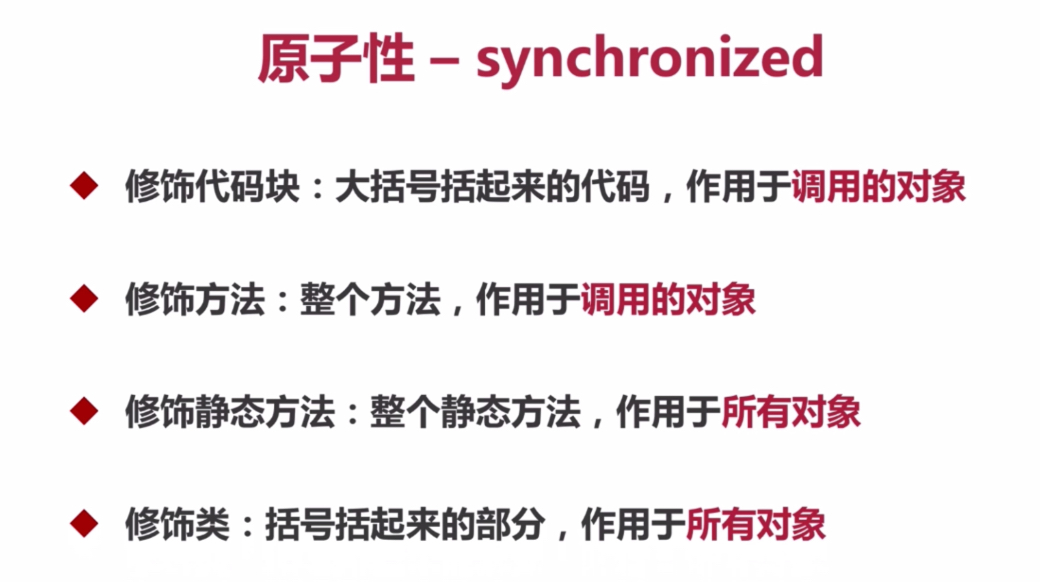 原子性 – synchronized
修饰代码块：大括号括起来的代码，作用于调用的对象
修饰方法：整个方法，作用于调用的对象
修饰静态方法：整个静态方法，作用于所有对象
修饰类：括号括起来的部分，作用于所有对象